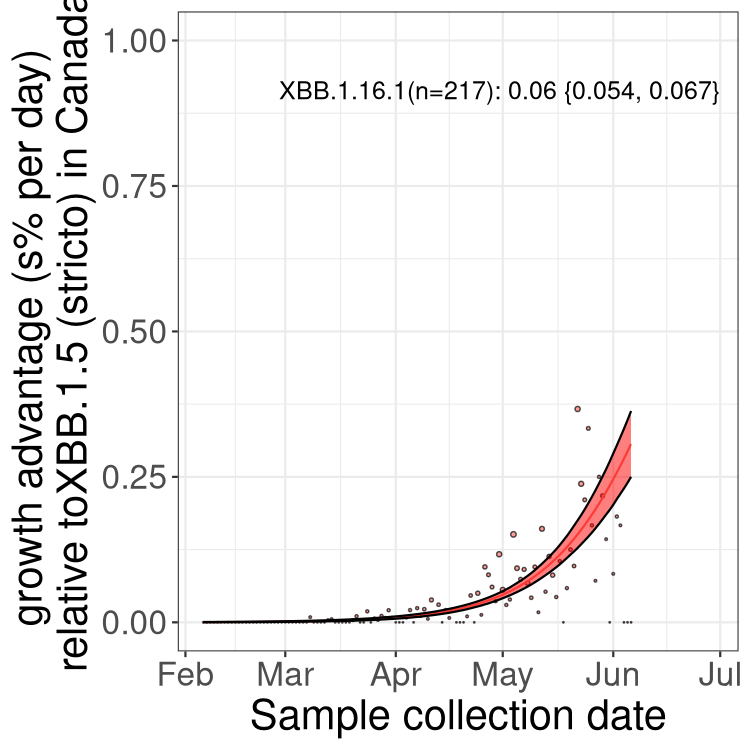 growth advantage (s% per day)
relative toXBB.1.5 (stricto) in Canada
1.00
0.75
0.50
0.25
0.00
XBB.1.16.1(n=217): 0.06 {0.054, 0.067}
Feb Mar Apr May Jun Jul
Sample collection date